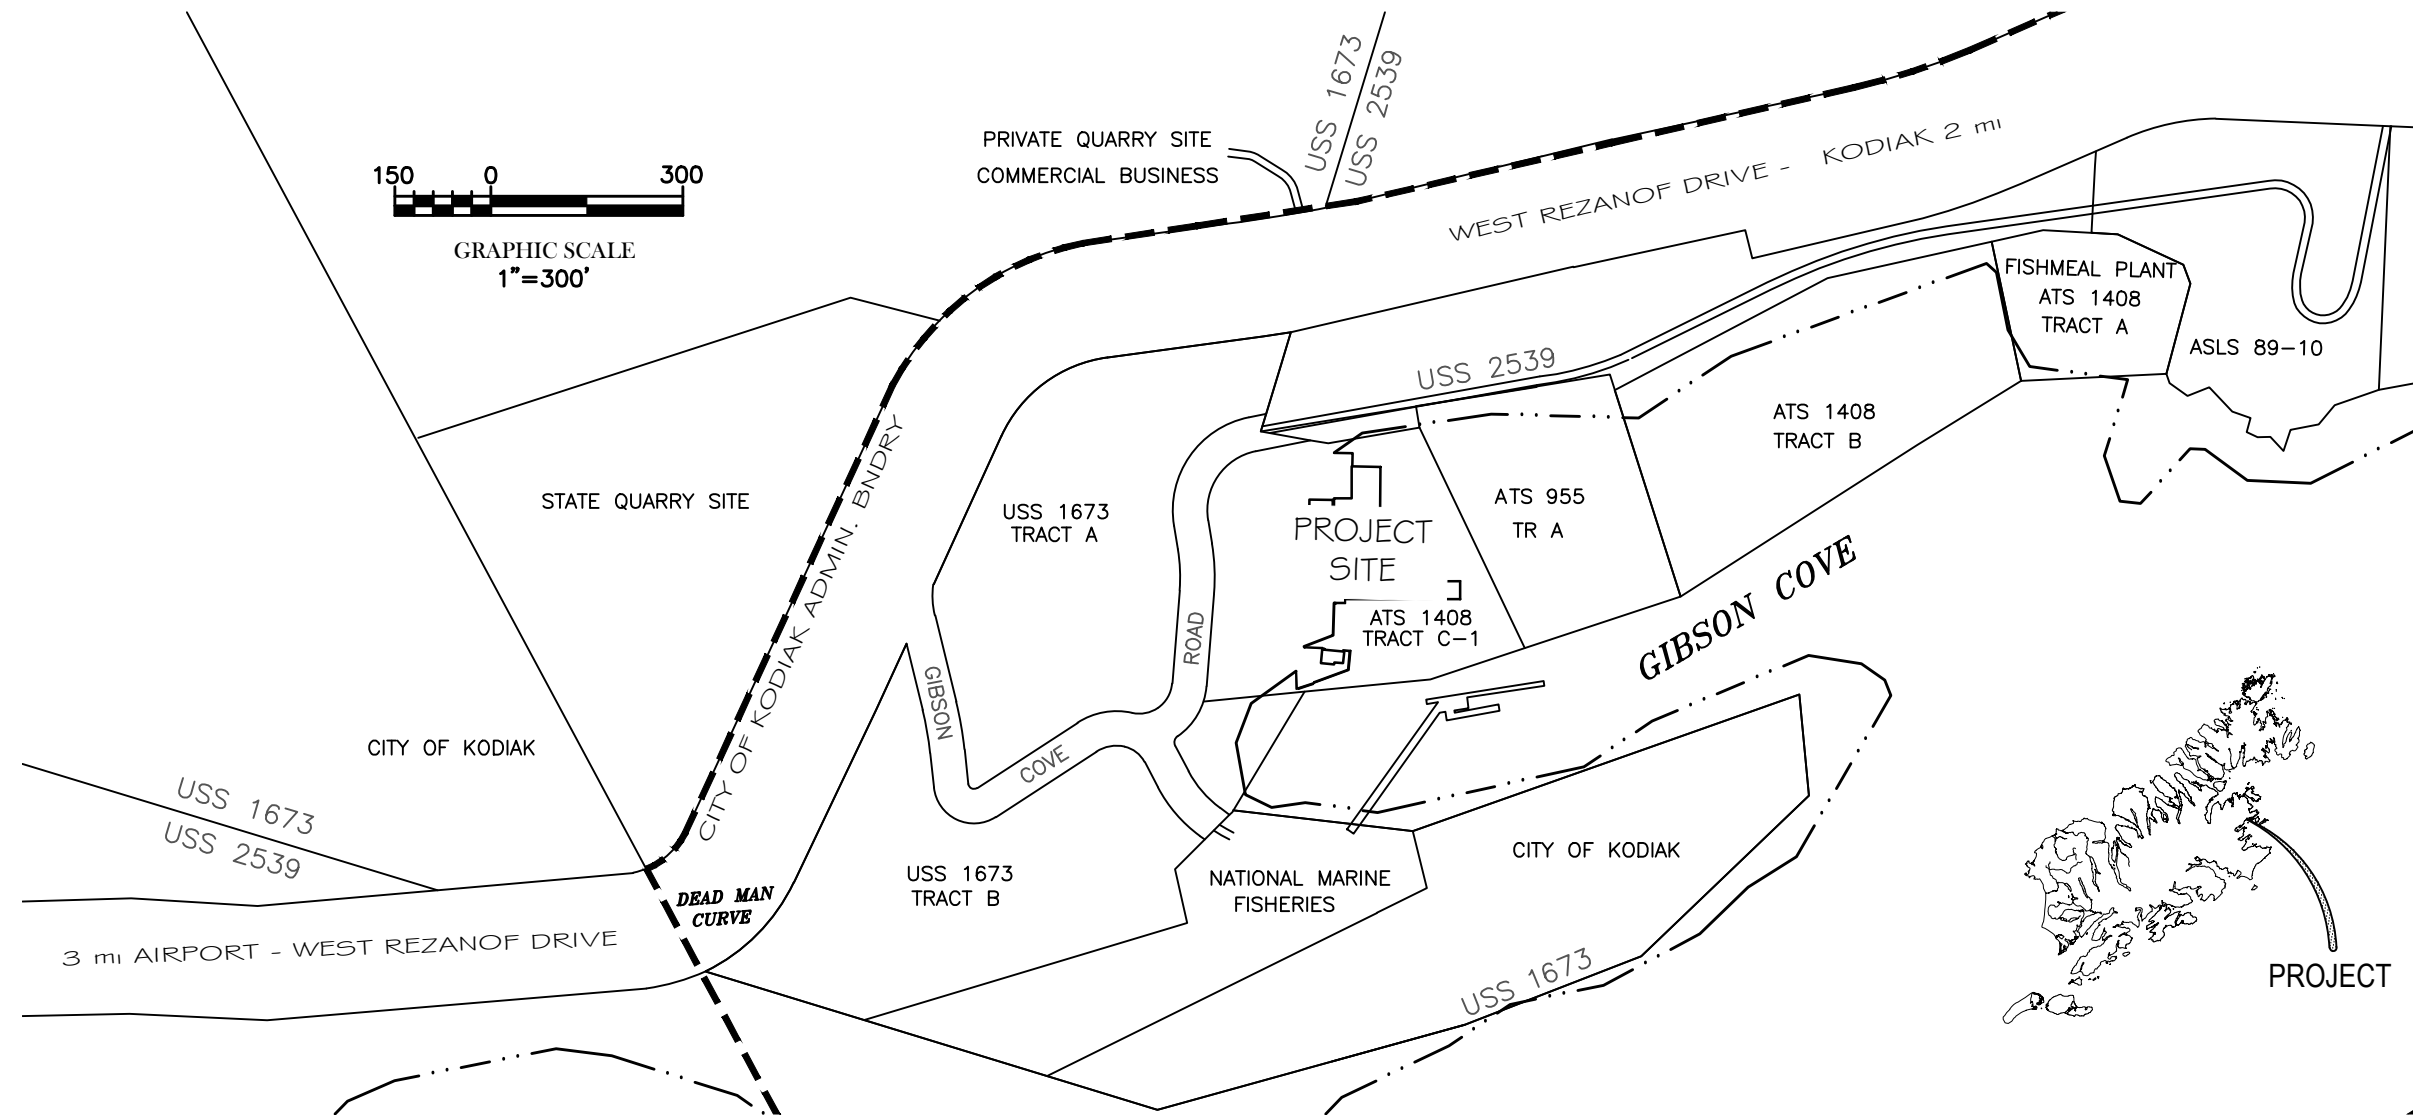 USS 1673
USS 2539
PRIVATE QUARRY SITE
COMMERCIAL BUSINESS
WEST REZANOF DRIVE - KODIAK 2 mi
150 0 300
GRAPHIC SCALE
1"=300'
FISHMEAL PLANT
ATS 1408
TRACT A
ASLS 89-10
USS 2539
ATS 1408
TRACT B
STATE QUARRY SITE
CITY OF KODIAK ADMIN. BNDRY
USS 1673
TRACT A
ATS 955
TR A
PROJECT
SITE
ATS 1408
TRACT C-1
GIBSON COVE
GIBSON
COVE
ROAD
CITY OF KODIAK
USS 1673
USS 2539
DEAD MAN
CURVE
USS 1673
TRACT B
NATIONAL MARINE
FISHERIES
CITY OF KODIAK
3 mi AIRPORT - WEST REZANOF DRIVE
USS 1673
PROJECT